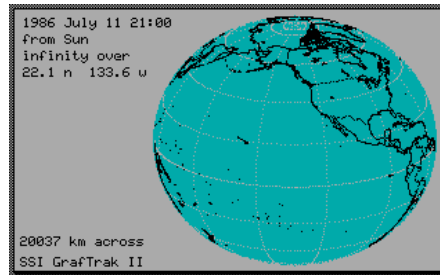 1986 July 11 21:00
from Sun
infinity over
22.1 n 133.6 w
20037 km across
SSI GrafTrak II